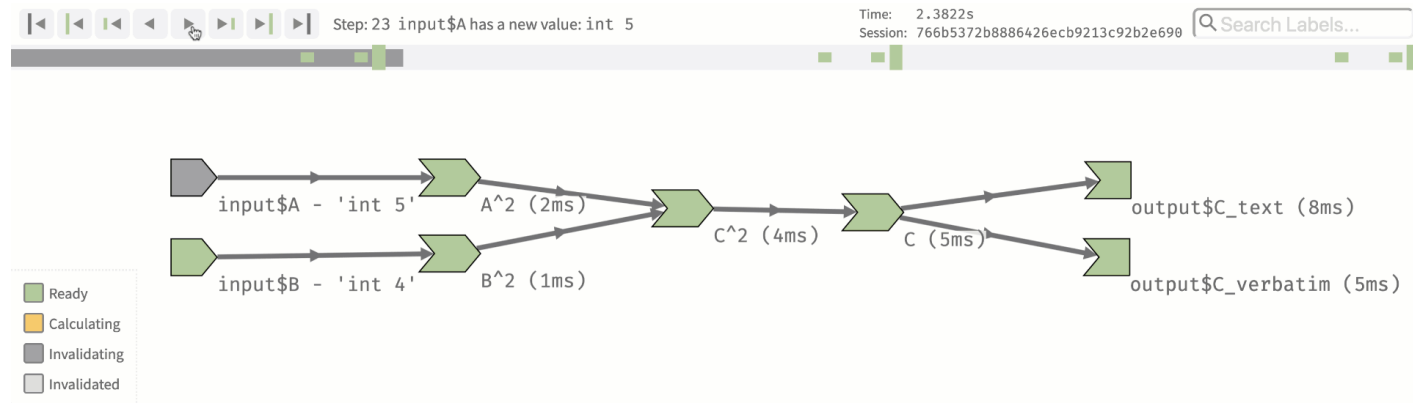 Step: 23 input$A has a new value: int 5
Time: 2.3822s
Session: 766b5372b8886426ecb9213c92b2e690
Search Labels...
input$A - 'int 5'
A^2 (2ms)
input$B - 'int 4'
B^2 (1ms)
C^2 (4ms)
C (5ms)
output$C_text (8ms)
output$C_verbatim (5ms)
Ready
Calculating
Invalidating
Invalidated